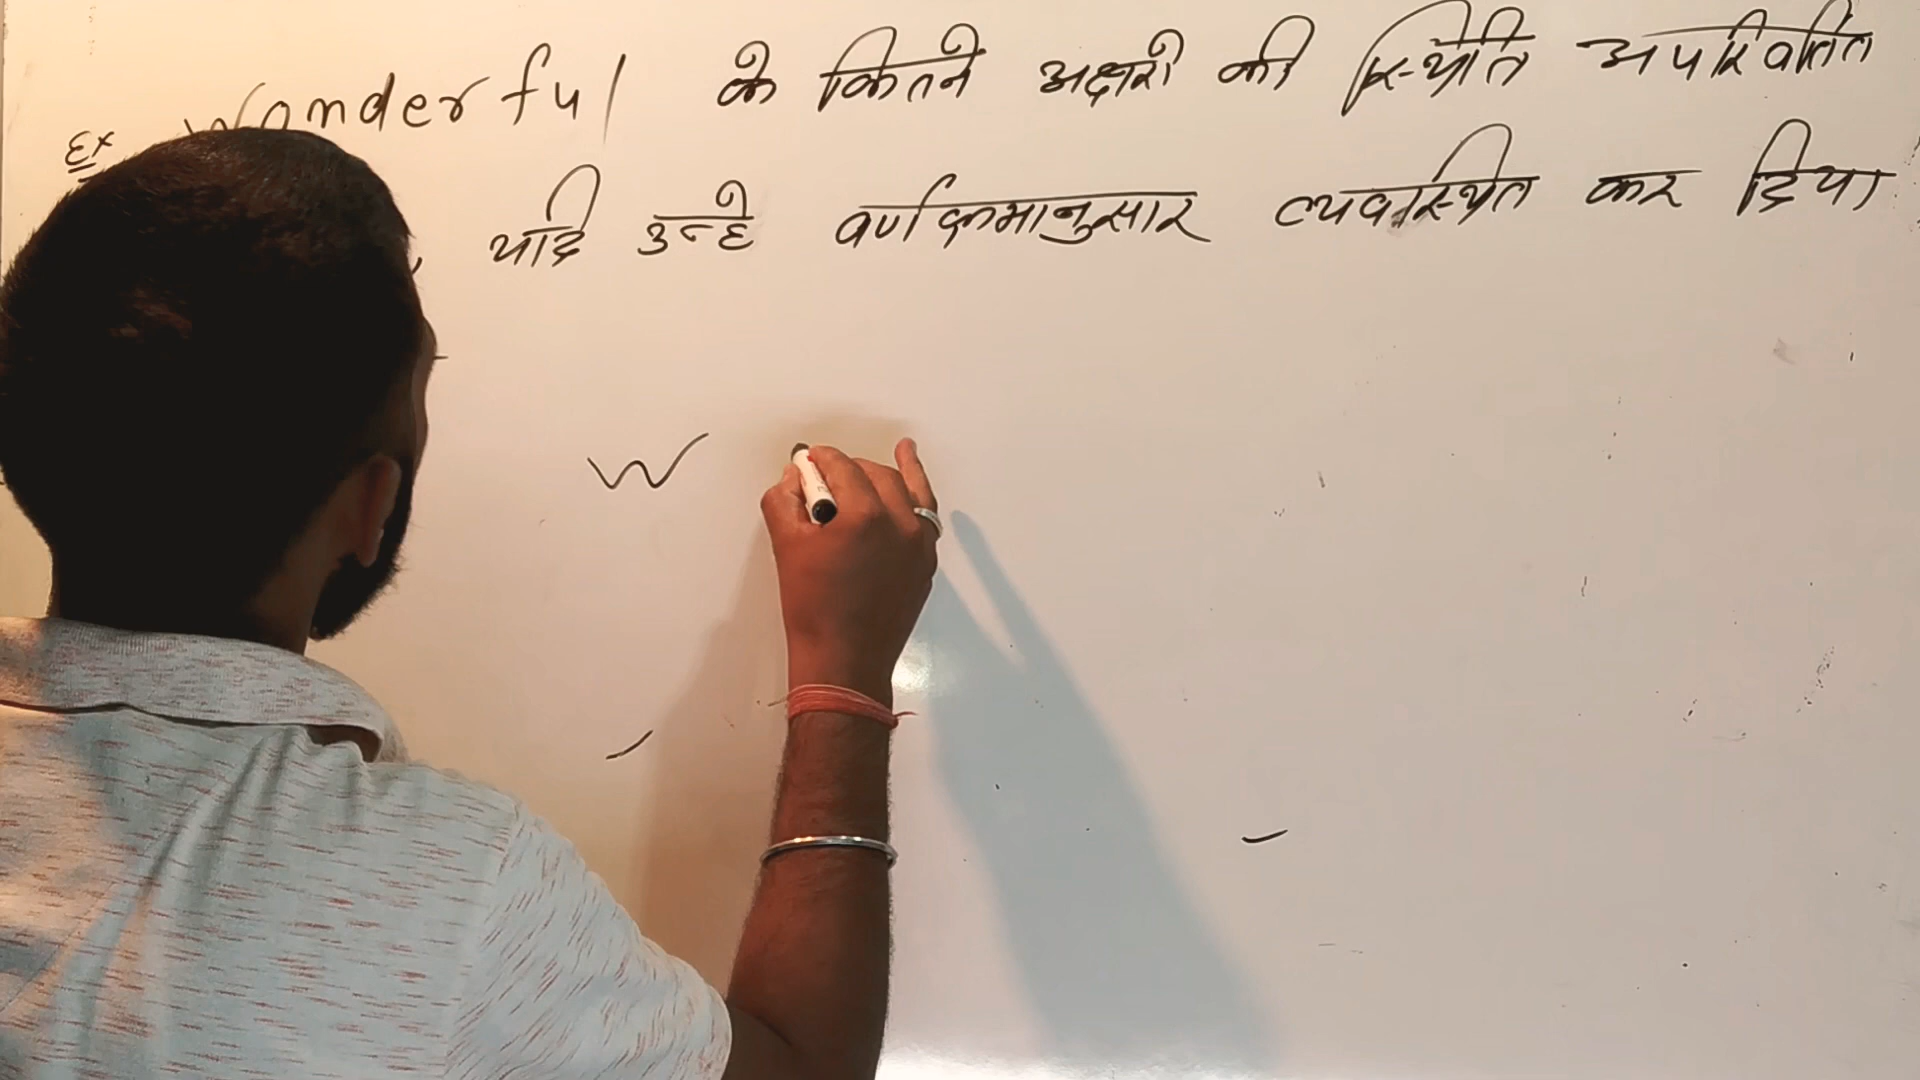 Wonderful के कितने अक्षरो की स्थिति अपरिवर्तित
Ex
, यदि उन्हे वर्णक्रमानुसार व्यवस्थित कर दिया
W